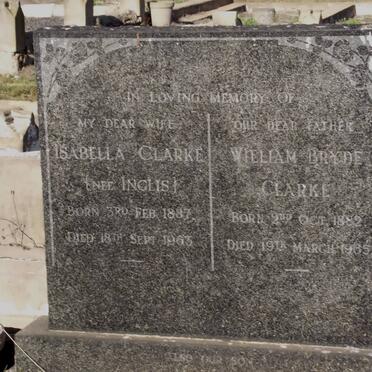 IN LOVING MEMORY OF
MY DEAR WIFE
ISABELLA CLARKE
(NEE INGLIS)
BORN 3RD FEB. 1887
DIED 18TH SEPT 1963
OUR DEAR FATHER
WILLIAM BRYDE
CLARKE
BORN 2ND OCT. 1882
DIED 19TH MARCH 1965
ALSO OUR SON